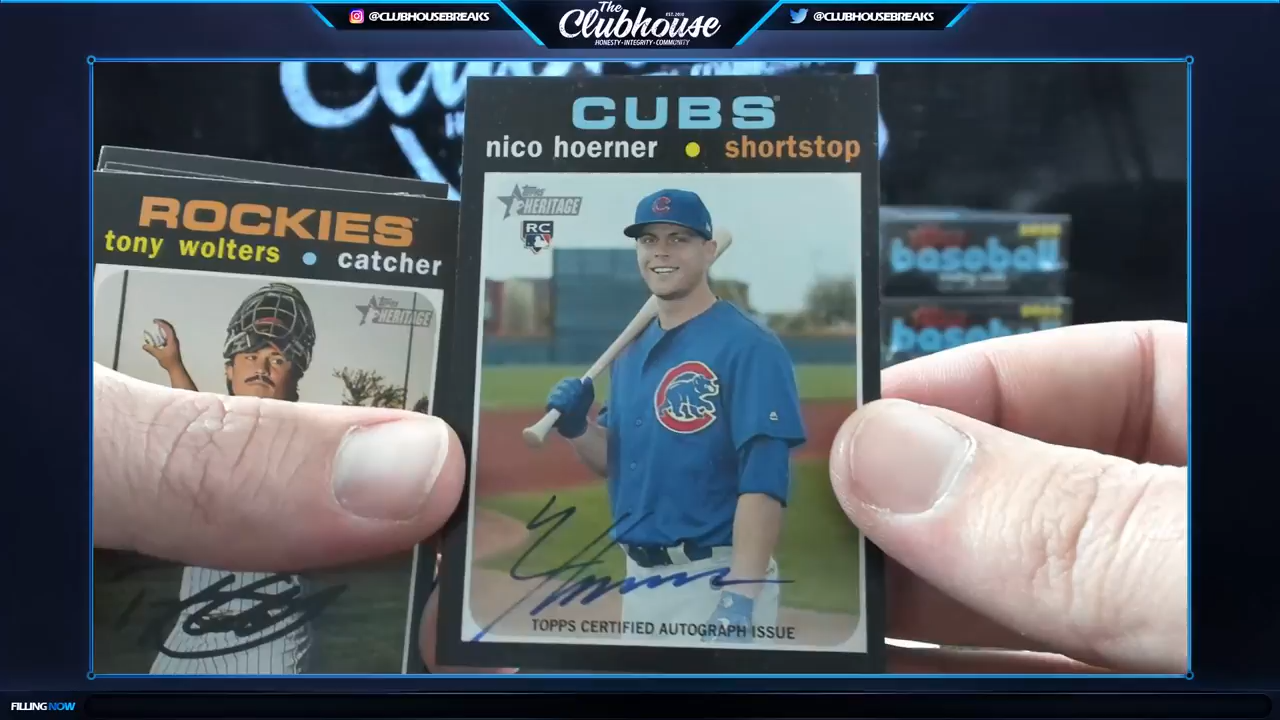 @CLUBHOUSEBREAKS
The
EST. 2018
Clubhouse
HONESTY • INTEGRITY • COMMUNITY
@CLUBHOUSEBREAKS
CUBS
nico hoerner • shortstop
Topps
HERITAGE
RC
TOPPS CERTIFIED AUTOGRAPH ISSUE
ROCKIES™
tony wolters • catcher
Topps
HERITAGE
baseball
baseball
FILLING NOW